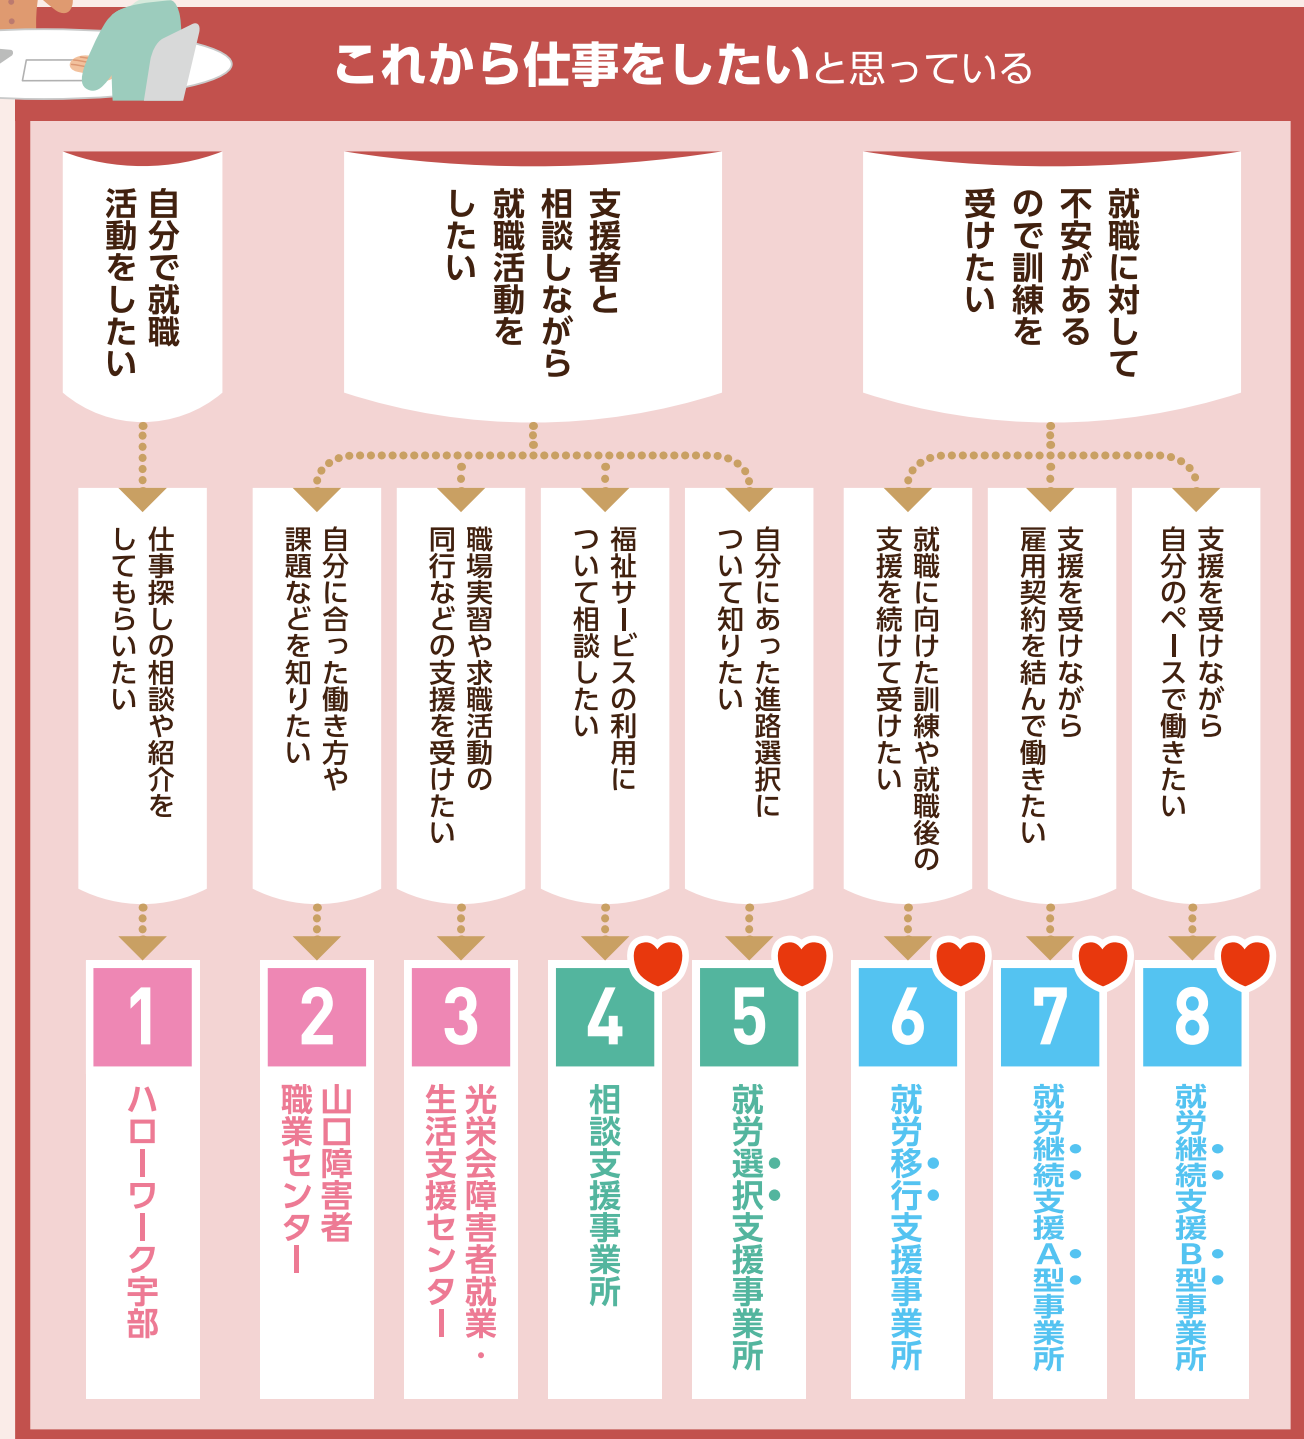 これから仕事をしたいと思っている
自分で就職
活動をしたい
支援者と
相談しながら
就職活動を
したい
就職に対して
不安がある
ので訓練を
受けたい
仕事探しの相談や紹介を
してもらいたい
自分に合った働き方や
課題などを知りたい
職場実習や求職活動の
同行などの支援を受けたい
福祉サービスの利用に
ついて相談したい
自分にあった進路選択に
ついて知りたい
就職に向けた訓練や就職後の
支援を続けて受けたい
支援を受けながら
雇用契約を結んで働きたい
支援を受けながら
自分のペースで働きたい
1
ハローワーク宇部
2
山口障害者
職業センター
3
光栄会障害者就業・
生活支援センター
4
相談支援事業所
5
就労選択支援事業所
6
就労移行支援事業所
7
就労継続支援A型事業所
8
就労継続支援B型事業所